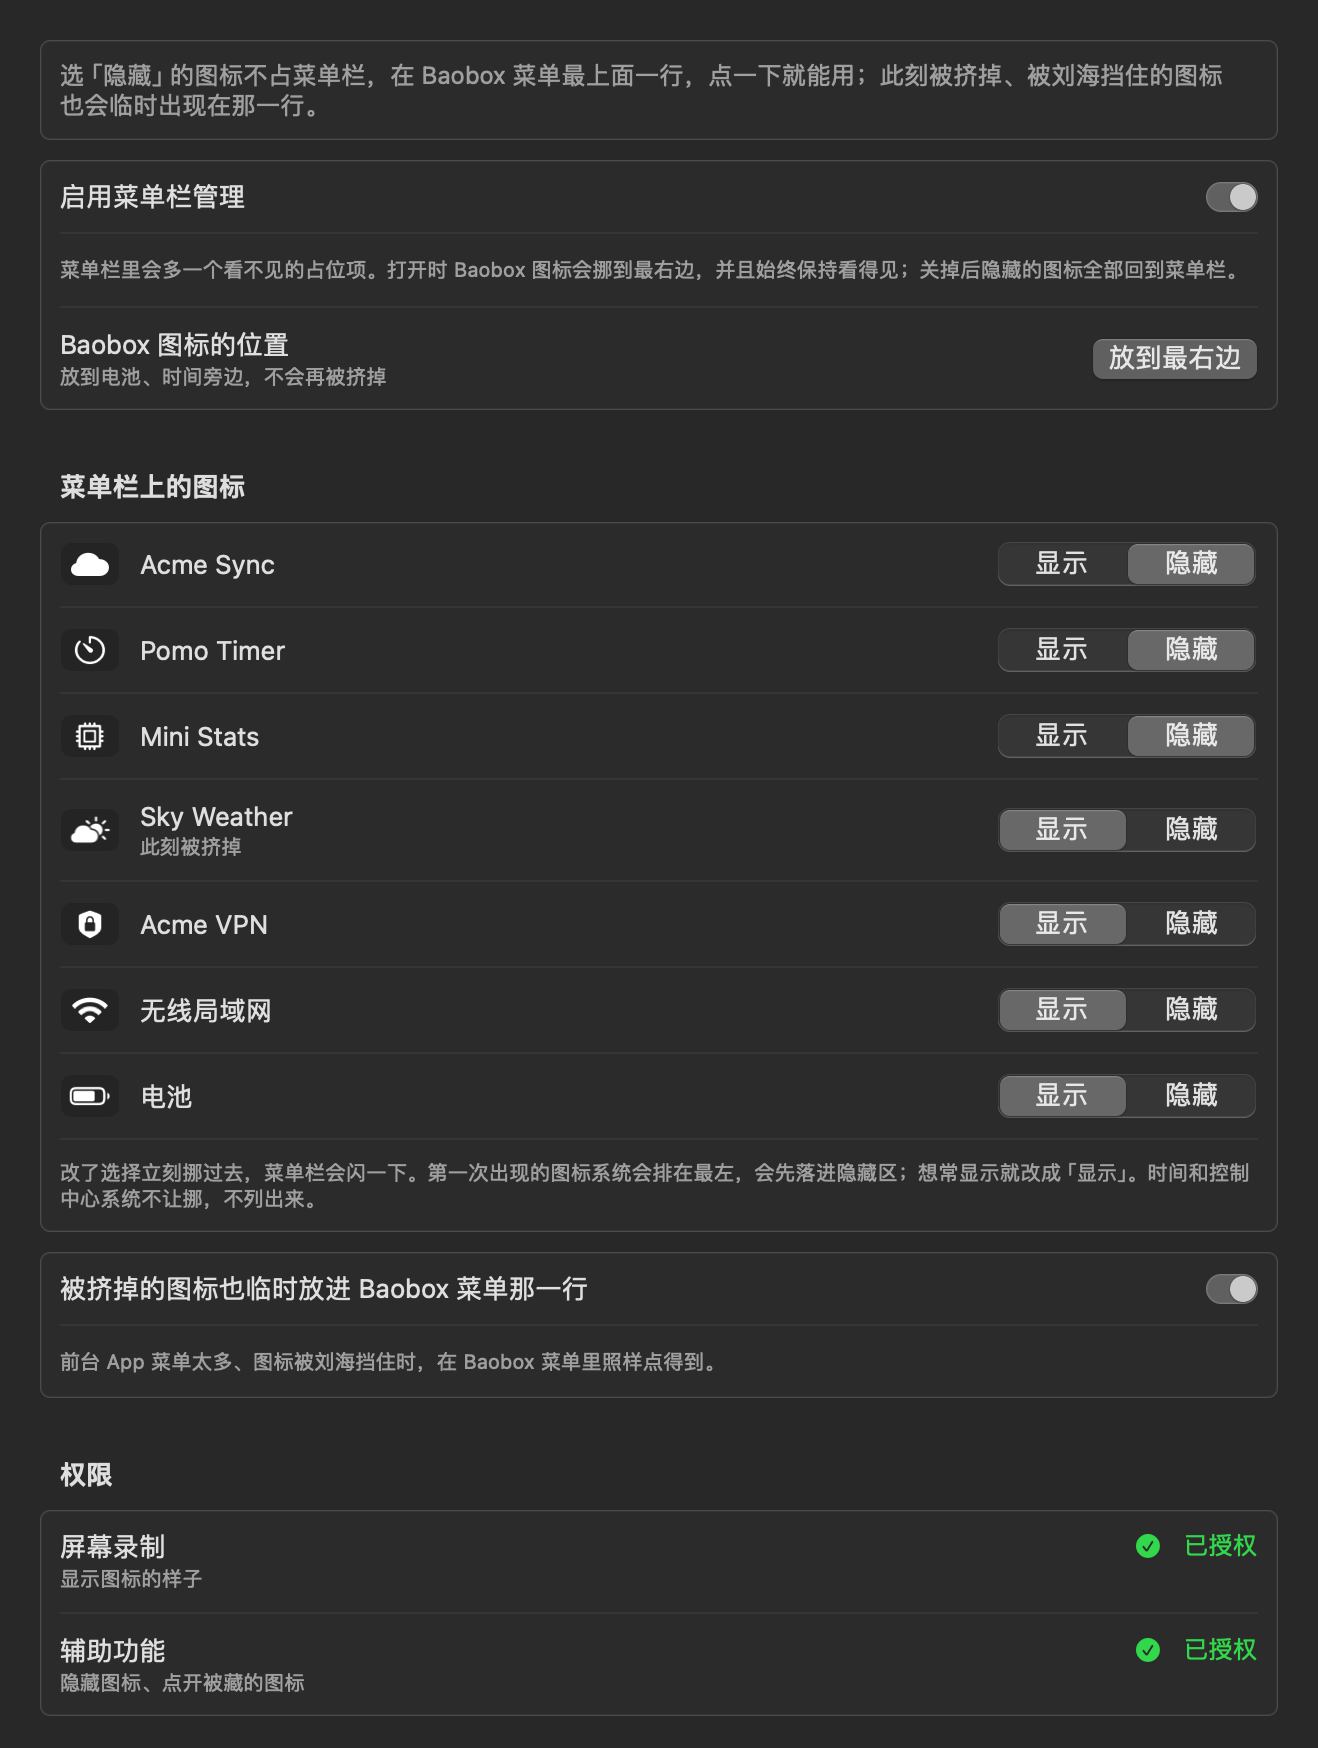 选「隐藏」的图标不占菜单栏，在 Baobox 菜单最上面一行，点一下就能用；此刻被挤掉、被刘海挡住的图标
也会临时出现在那一行。
启用菜单栏管理
菜单栏里会多一个看不见的占位项。打开时 Baobox 图标会挪到最右边，并且始终保持看得见；关掉后隐藏的图标全部回到菜单栏。
Baobox 图标的位置
放到最右边
放到电池、时间旁边，不会再被挤掉
菜单栏上的图标
Acme Sync 显示 隐藏
Pomo Timer 显示 隐藏
Mini Stats 显示 隐藏
Sky Weather 显示 隐藏
此刻被挤掉
Acme VPN 显示 隐藏
无线局域网 显示 隐藏
电池 显示 隐藏
改了选择立刻挪过去，菜单栏会闪一下。第一次出现的图标系统会排在最左，会先落进隐藏区；想常显示就改成「显示」。时间和控制
中心系统不让挪，不列出来。
被挤掉的图标也临时放进 Baobox 菜单那一行
前台 App 菜单太多、图标被刘海挡住时，在 Baobox 菜单里照样点得到。
权限
屏幕录制 已授权
显示图标的样子
辅助功能 已授权
隐藏图标、点开被藏的图标